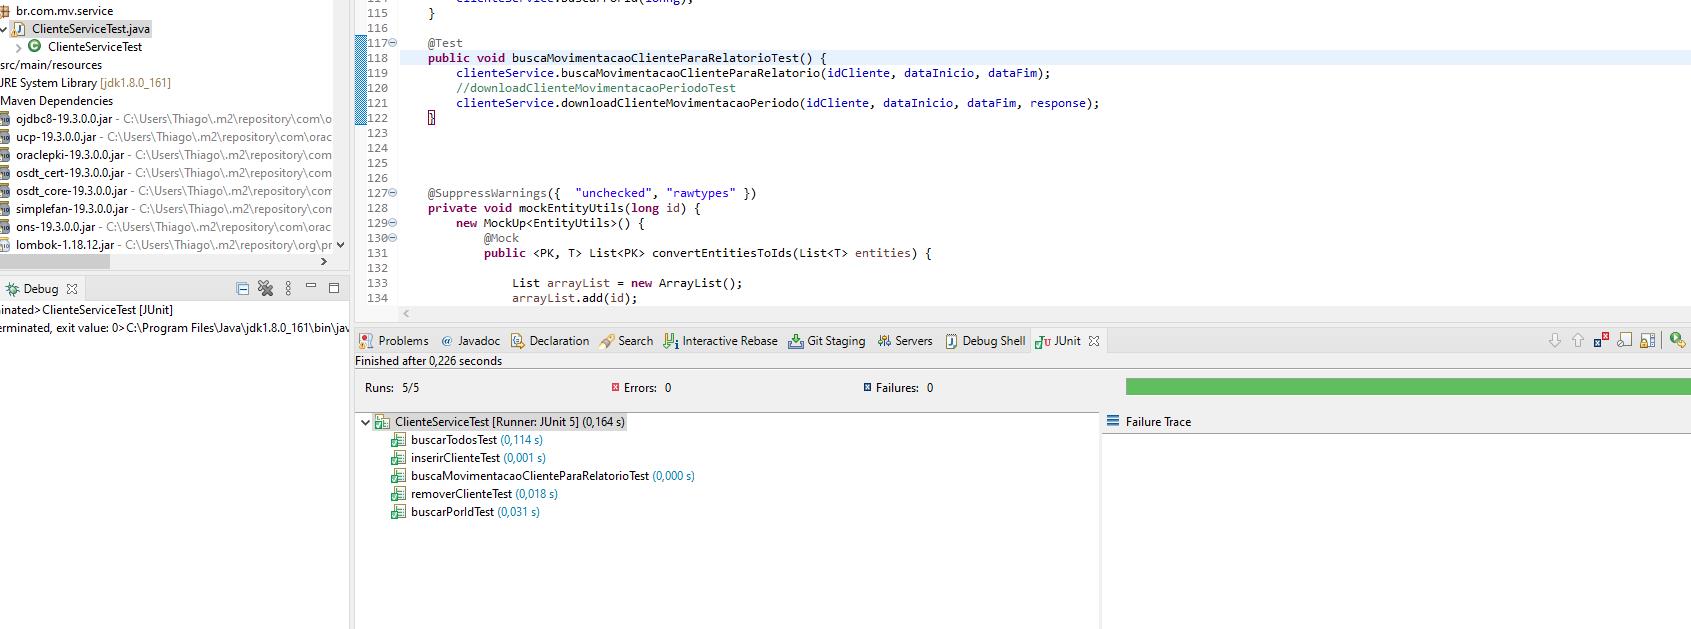 br.com.mv.service
ClienteServiceTest.java
ClienteServiceTest
src/main/resources
JRE System Library [jdk1.8.0_161]
Maven Dependencies
ojdbc8-19.3.0.0.jar - C:\Users\Thiago\.m2\repository\com\o
ucp-19.3.0.0.jar - C:\Users\Thiago\.m2\repository\com\orac
oraclepki-19.3.0.0.jar - C:\Users\Thiago\.m2\repository\com
osdt_cert-19.3.0.0.jar - C:\Users\Thiago\.m2\repository\com
osdt_core-19.3.0.0.jar - C:\Users\Thiago\.m2\repository\com
simplefan-19.3.0.0.jar - C:\Users\Thiago\.m2\repository\com
ons-19.3.0.0.jar - C:\Users\Thiago\.m2\repository\com\orac
lombok-1.18.12.jar - C:\Users\Thiago\.m2\repository\org\pr
Debug
inated> ClienteServiceTest [JUnit]
erminated, exit value: 0> C:\Program Files\Java\jdk1.8.0_161\bin\jav
115 }
116
117 @Test
118 public void buscaMovimentacaoClienteParaRelatorioTest() {
119 clienteService.buscaMovimentacaoClienteParaRelatorio(idCliente, dataInicio, dataFim);
120 //downloadClienteMovimentacaoPeriodoTest
121 clienteService.downloadClienteMovimentacaoPeriodo(idCliente, dataInicio, dataFim, response);
122 }
123
124
125
126
127 @SuppressWarnings({  "unchecked", "rawtypes" })
128 private void mockEntityUtils(long id) {
129 new MockUp<EntityUtils>() {
130 @Mock
131 public <PK, T> List<PK> convertEntitiesToIds(List<T> entities) {
132
133 List arrayList = new ArrayList();
134 arrayList.add(id);
Problems @ Javadoc Declaration Search Interactive Rebase Git Staging Servers Debug Shell JUnit
Finished after 0,226 seconds
Runs: 5/5 Errors: 0 Failures: 0
ClienteServiceTest [Runner: JUnit 5] (0,164 s)
buscarTodosTest (0,114 s)
inserirClienteTest (0,001 s)
buscaMovimentacaoClienteParaRelatorioTest (0,000 s)
removerClienteTest (0,018 s)
buscarPorIdTest (0,031 s)
Failure Trace